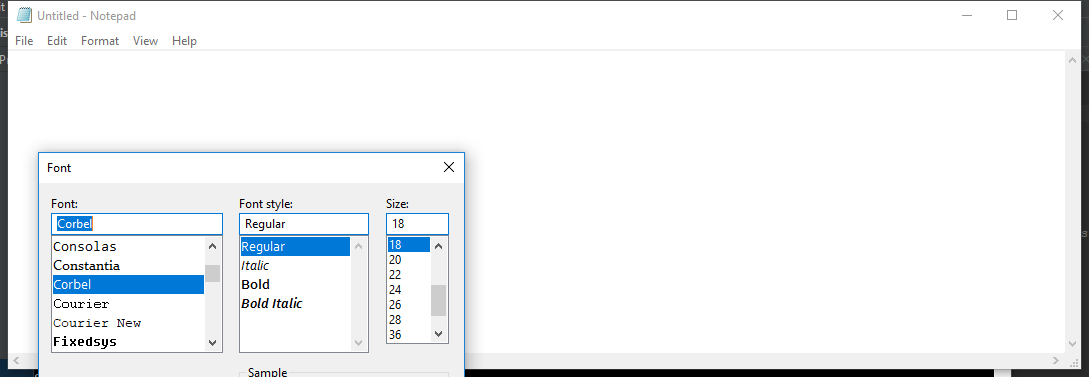 Untitled - Notepad
File Edit Format View Help
Font
Font: Font style: Size:
Corbel Regular 18
Consolas Regular 18
Constantia Italic 20
Corbel Bold 22
Courier Bold Italic 24
Courier New 26
Fixedsys 28
36
Sample